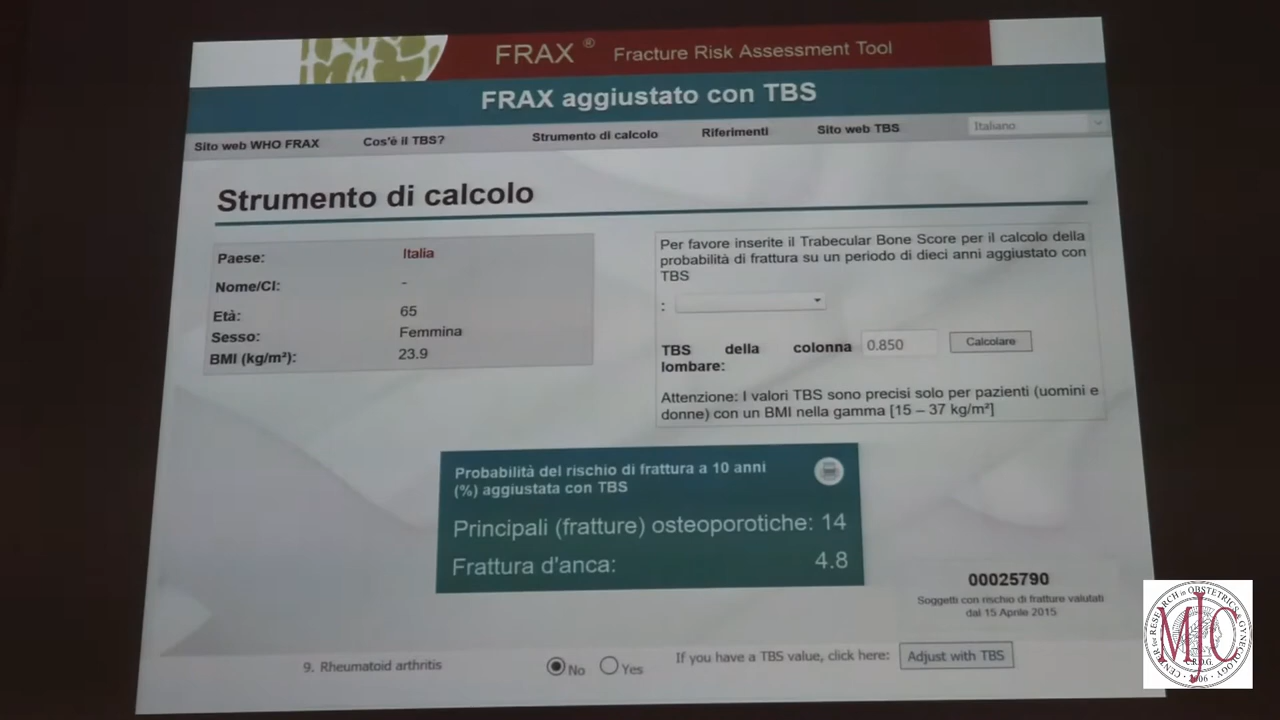 FRAX ® Fracture Risk Assessment Tool
FRAX aggiustato con TBS
Sito web WHO FRAX Cos'è il TBS? Strumento di calcolo Riferimenti Sito web TBS Italiano
Strumento di calcolo
Paese: Italia
Nome/CI: -
Età: 65
Sesso: Femmina
BMI (kg/m²): 23.9
Per favore inserite il Trabecular Bone Score per il calcolo della
probabilità di frattura su un periodo di dieci anni aggiustato con
TBS
:
TBS della colonna 0.850 Calcolare
lombare:
Attenzione: I valori TBS sono precisi solo per pazienti (uomini e
donne) con un BMI nella gamma [15 – 37 kg/m²]
Probabilità del rischio di frattura a 10 anni
(%) aggiustata con TBS
Principali (fratture) osteoporotiche: 14
Frattura d'anca: 4.8
00025790
Soggetti con rischio di fratture valutati
dal 15 Aprile 2015
9. Rheumatoid arthritis No Yes If you have a TBS value, click here: Adjust with TBS
CENTRE for RESEARCH in OBSTETRICS & GYNECOLOGY
MJC
C.R.O.G.